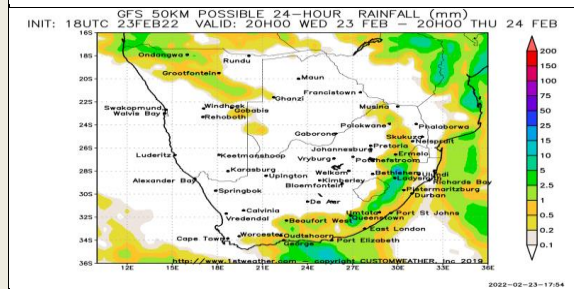 GFS 50KM POSSIBLE 24-HOUR RAINFALL (mm)
INIT: 18UTC 23FEB22 VALID: 20H00 WED 23 FEB - 20H00 THU 24 FEB
16S
18S
20S
22S
24S
26S
28S
30S
32S
34S
36S
Ondangwa
Rundu
Grootfontein
Maun
Francistown
Ghanzi
Swakopmund
Walvis Bay
Windhoek
Gobabis
Rehoboth
Musina
Polokwane
Phalaborwa
Skukuza
Gaborone
Nelspruit
Pretoria
Johannesburg
Ermelo
Luderitz
Keetmanshoop
Vryburg
Potchefstroom
Karasburg
Welkom
Bethlehem
Ulundi
Alexander Bay
Upington
Kimberley
Ladysmith
Richards Bay
Bloemfontein
Pietermaritzburg
Springbok
Durban
De Aar
Calvinia
Umtata
Port St Johns
Vredendal
Beaufort West
Queenstown
East London
Cape Town
Worcester
Oudtshoorn
George
Port Elizabeth
http://www.1stweather.com - copyright CUSTOMWEATHER, Inc 2019
12E 15E 18E 21E 24E 27E 30E 33E 36E
200
150
100
75
50
25
15
10
5
2.5
1
0.5
0.2
0.1
2022-02-23-17:54